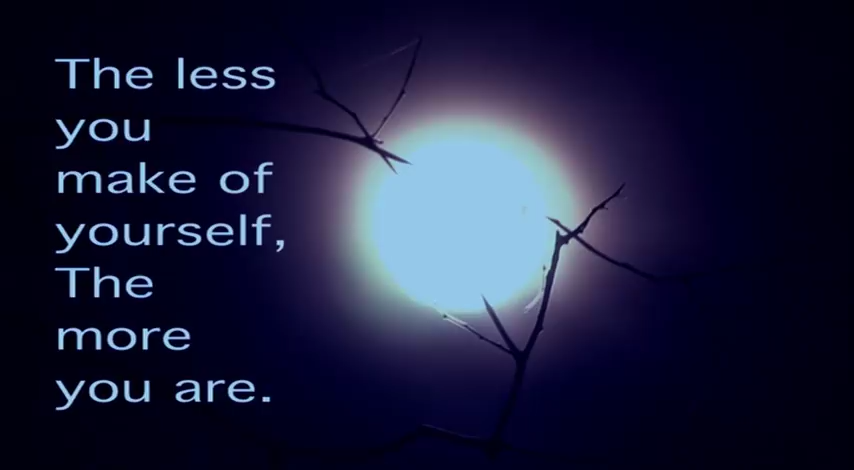 The less
you
make of
yourself,
The
more
you are.